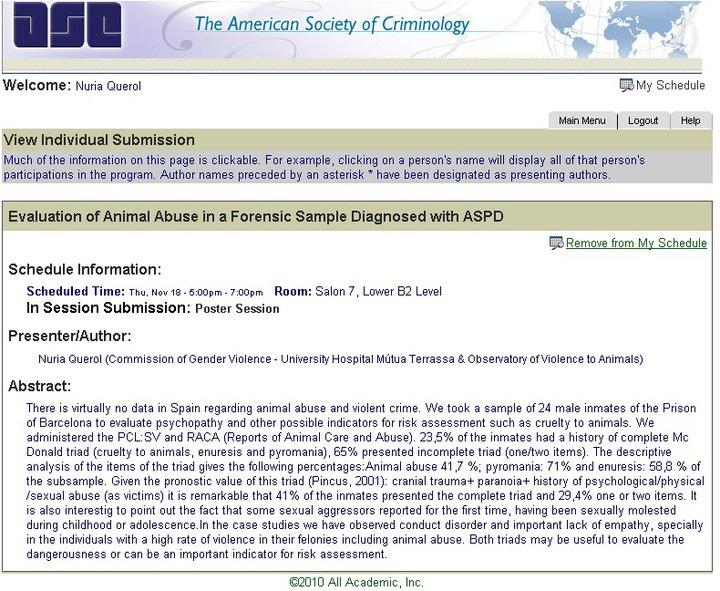 asc The American Society of Criminology
Welcome: Nuria Querol My Schedule
Main Menu Logout Help
View Individual Submission
Much of the information on this page is clickable. For example, clicking on a person's name will display all of that person's
participations in the program. Author names preceded by an asterisk * have been designated as presenting authors.
Evaluation of Animal Abuse in a Forensic Sample Diagnosed with ASPD
Remove from My Schedule
Schedule Information:
Scheduled Time: Thu, Nov 18 - 5:00pm - 7:00pm Room: Salon 7, Lower B2 Level
In Session Submission: Poster Session
Presenter/Author:
Nuria Querol (Commission of Gender Violence - University Hospital Mútua Terrassa & Observatory of Violence to Animals)
Abstract:
There is virtually no data in Spain regarding animal abuse and violent crime. We took a sample of 24 male inmates of the Prison
of Barcelona to evaluate psychopathy and other possible indicators for risk assessment such as cruelty to animals. We
administered the PCL:SV and RACA (Reports of Animal Care and Abuse). 23,5% of the inmates had a history of complete Mc
Donald triad (cruelty to animals, enuresis and pyromania), 65% presented incomplete triad (one/two items). The descriptive
analysis of the items of the triad gives the following percentages:Animal abuse 41,7 %; pyromania: 71% and enuresis: 58,8 % of
the subsample. Given the pronostic value of this triad (Pincus, 2001): cranial trauma+ paranoia+ history of psychological/physical
/sexual abuse (as victims) it is remarkable that 41% of the inmates presented the complete triad and 29,4% one or two items. It
is also interestig to point out the fact that some sexual aggressors reported for the first time, having been sexually molested
during childhood or adolescence.In the case studies we have observed conduct disorder and important lack of empathy, specially
in the individuals with a high rate of violence in their felonies including animal abuse. Both triads may be useful to evaluate the
dangerousness or can be an important indicator for risk assessment.
©2010 All Academic, Inc.